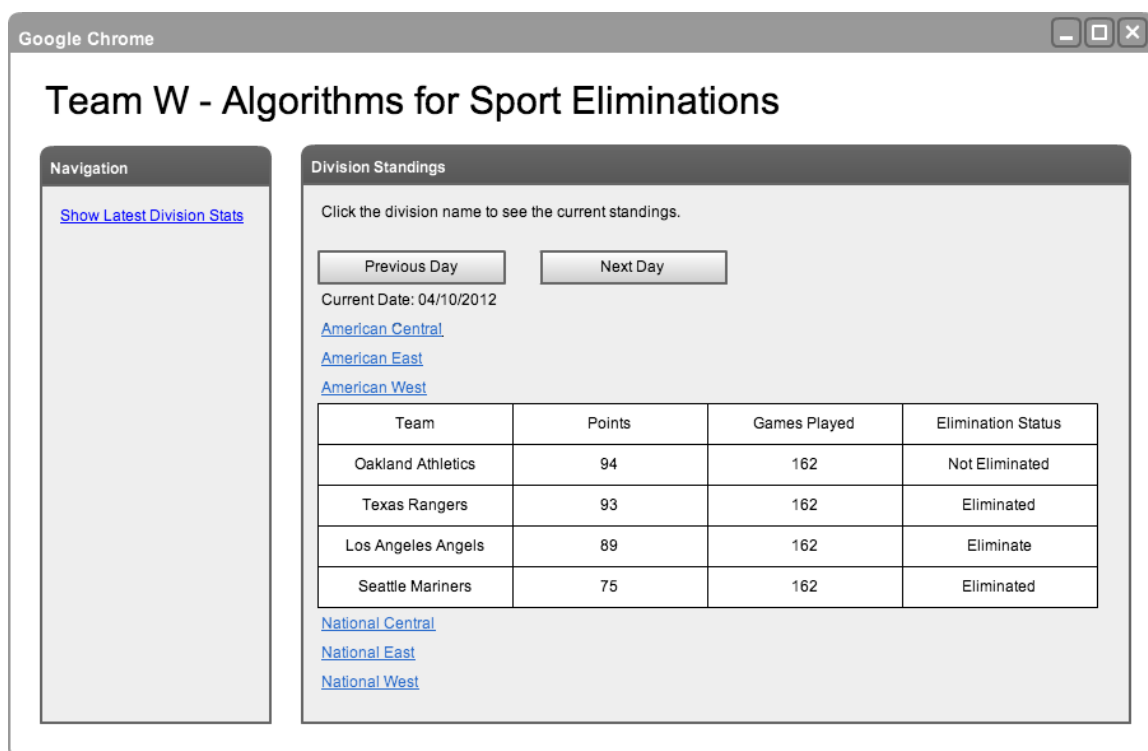 Google Chrome
Team W - Algorithms for Sport Eliminations
Navigation
Show Latest Division Stats
Division Standings
Click the division name to see the current standings.
Previous Day Next Day
Current Date: 04/10/2012
American Central
American East
American West
Team Points Games Played Elimination Status
Oakland Athletics 94 162 Not Eliminated
Texas Rangers 93 162 Eliminated
Los Angeles Angels 89 162 Eliminate
Seattle Mariners 75 162 Eliminated
National Central
National East
National West